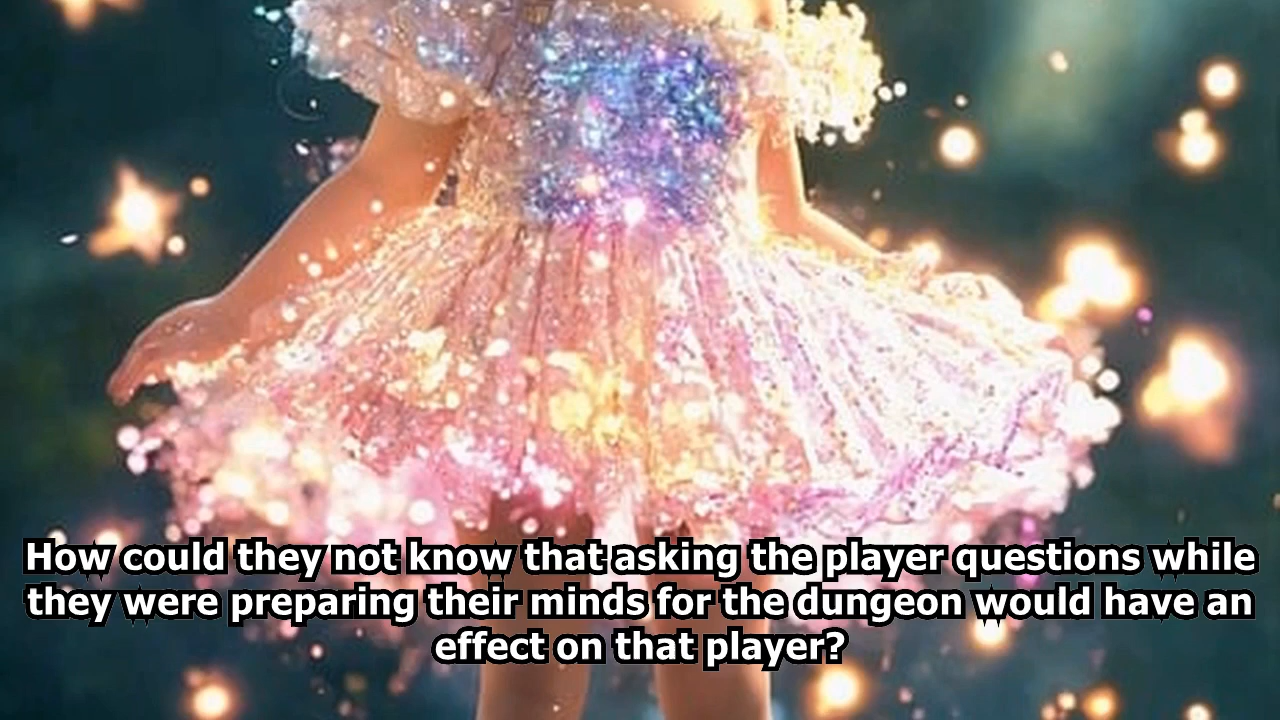 How could they not know that asking the player questions while
they were preparing their minds for the dungeon would have an
effect on that player?